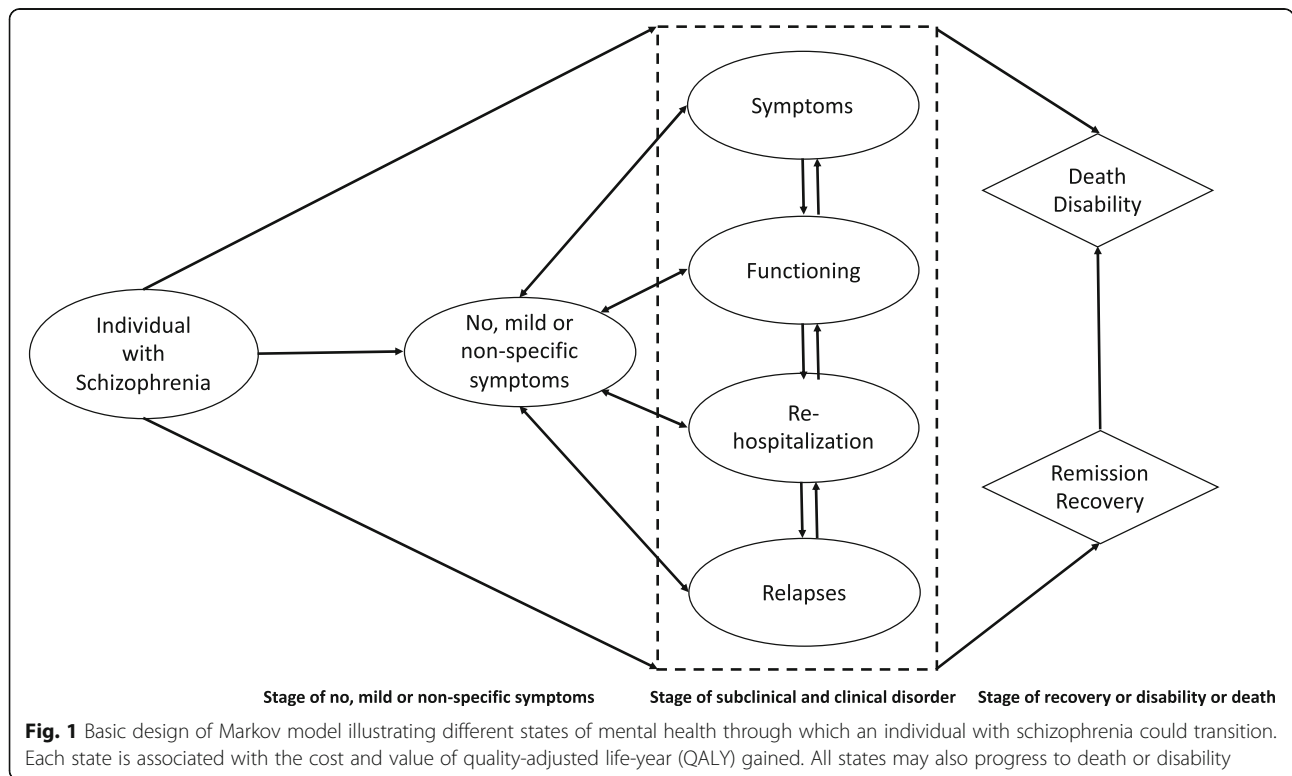 Symptoms
Death
Disability
Functioning
Individual
with
Schizophrenia
No, mild or
non-specific
symptoms
Re-
hospitalization
Remission
Recovery
Relapses
Stage of no, mild or non-specific symptoms
Stage of subclinical and clinical disorder
Stage of recovery or disability or death
Fig. 1 Basic design of Markov model illustrating different states of mental health through which an individual with schizophrenia could transition.
Each state is associated with the cost and value of quality-adjusted life-year (QALY) gained. All states may also progress to death or disability